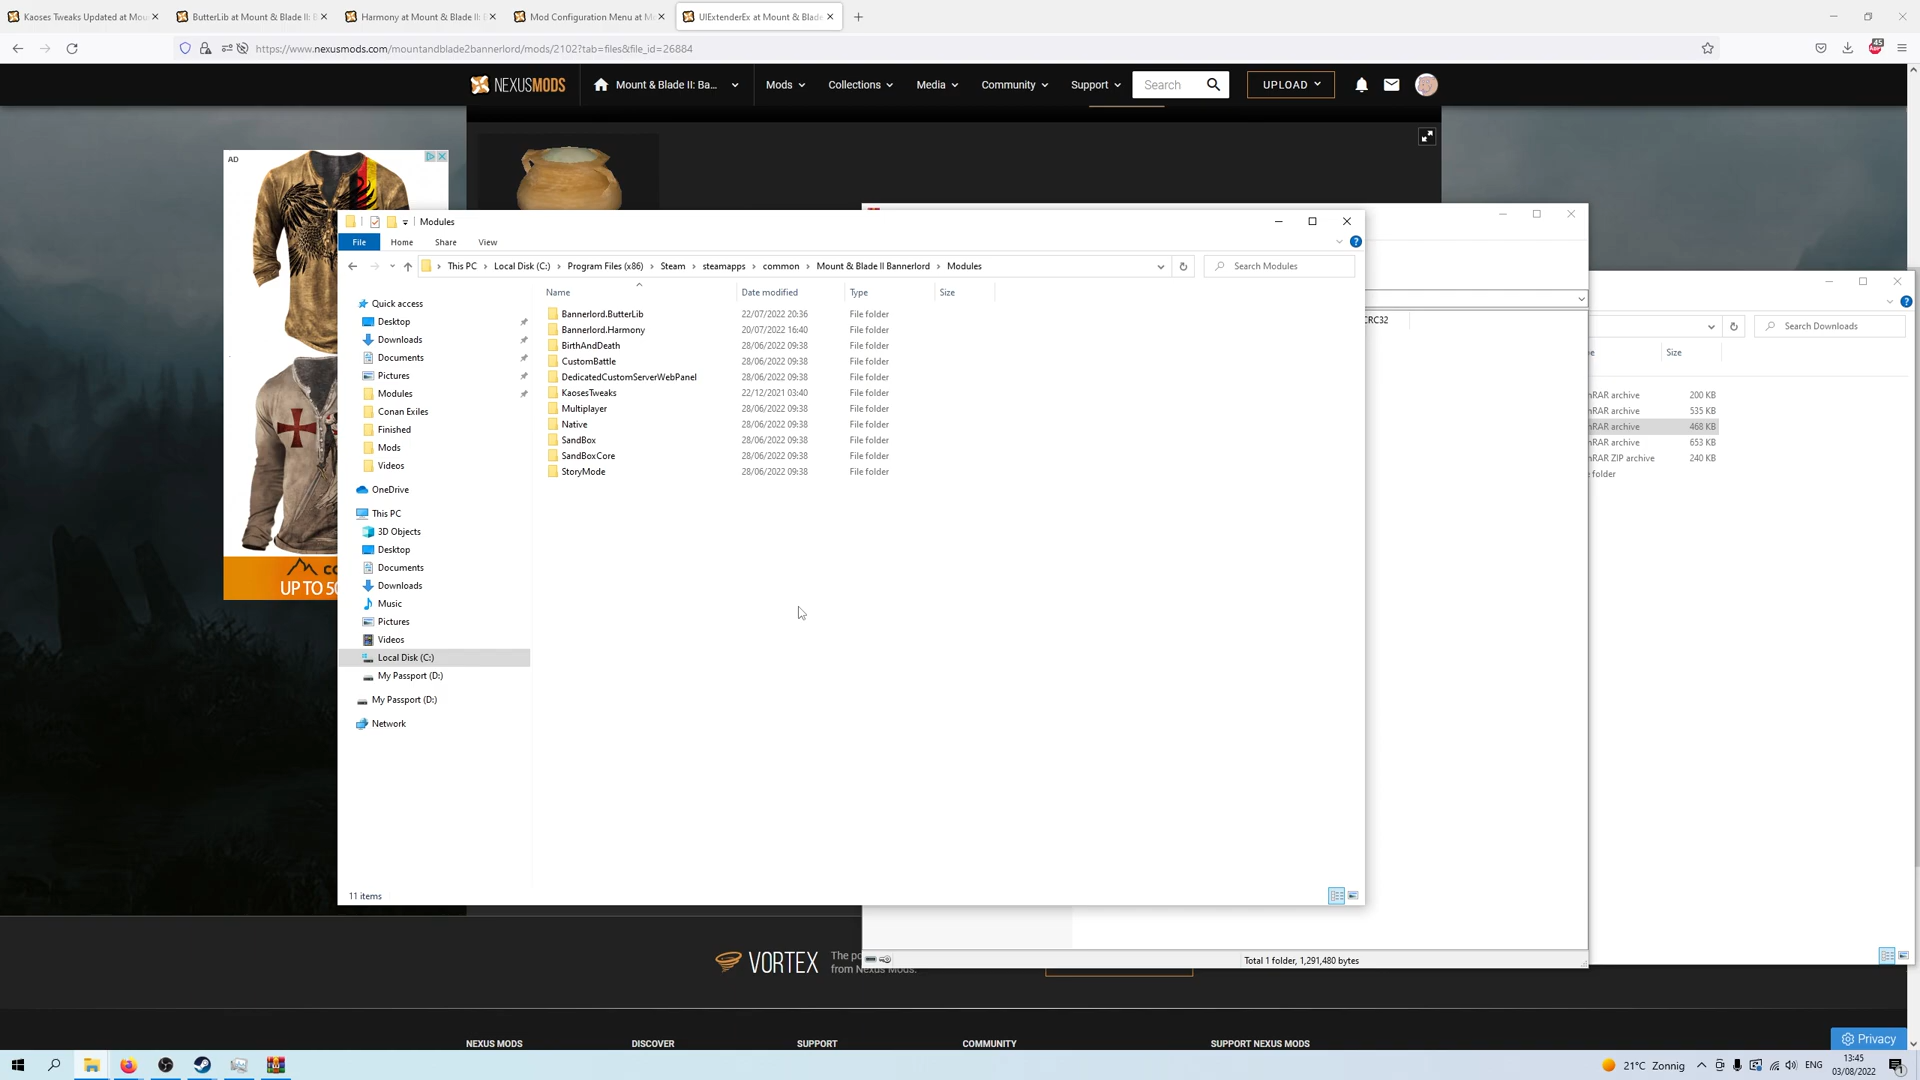 Kaoses Tweaks Updated at Mou
ButterLib at Mount & Blade II: B
Harmony at Mount & Blade II:
Mod Configuration Menu at M
UIExtenderEx at Mount & Blade
https://www.nexusmods.com/mountandblade2bannerlord/mods/2102?tab=files&file_id=26884
45
NEXUSMODS
Mount & Blade II: Ba...
Mods
Collections
Media
Community
Support
Search
UPLOAD
AD
UP TO 50
Modules
File
Home
Share
View
This PC
Local Disk (C:)
Program Files (x86)
Steam
steamapps
common
Mount & Blade II Bannerlord
Modules
Search Modules
Name
Date modified
Type
Size
Bannerlord.ButterLib 22/07/2022 20:36 File folder
Bannerlord.Harmony 20/07/2022 16:40 File folder
BirthAndDeath 28/06/2022 09:38 File folder
CustomBattle 28/06/2022 09:38 File folder
DedicatedCustomServerWebPanel 28/06/2022 09:38 File folder
KaosesTweaks 22/12/2021 03:40 File folder
Multiplayer 28/06/2022 09:38 File folder
Native 28/06/2022 09:38 File folder
SandBox 28/06/2022 09:38 File folder
SandBoxCore 28/06/2022 09:38 File folder
StoryMode 28/06/2022 09:38 File folder
Quick access
Desktop
Downloads
Documents
Pictures
Modules
Conan Exiles
Finished
Mods
Videos
OneDrive
This PC
3D Objects
Desktop
Documents
Downloads
Music
Pictures
Videos
Local Disk (C:)
My Passport (D:)
My Passport (D:)
Network
11 items
CRC32
Total 1 folder, 1,291,480 bytes
Search Downloads
Size
nRAR archive 200 KB
nRAR archive 535 KB
nRAR archive 468 KB
nRAR archive 653 KB
nRAR ZIP archive 240 KB
folder
VORTEX
The po
from Nexus Mods.
NEXUS MODS
DISCOVER
SUPPORT
COMMUNITY
SUPPORT NEXUS MODS
Privacy
21°C Zonnig
ENG
13:45
03/08/2022